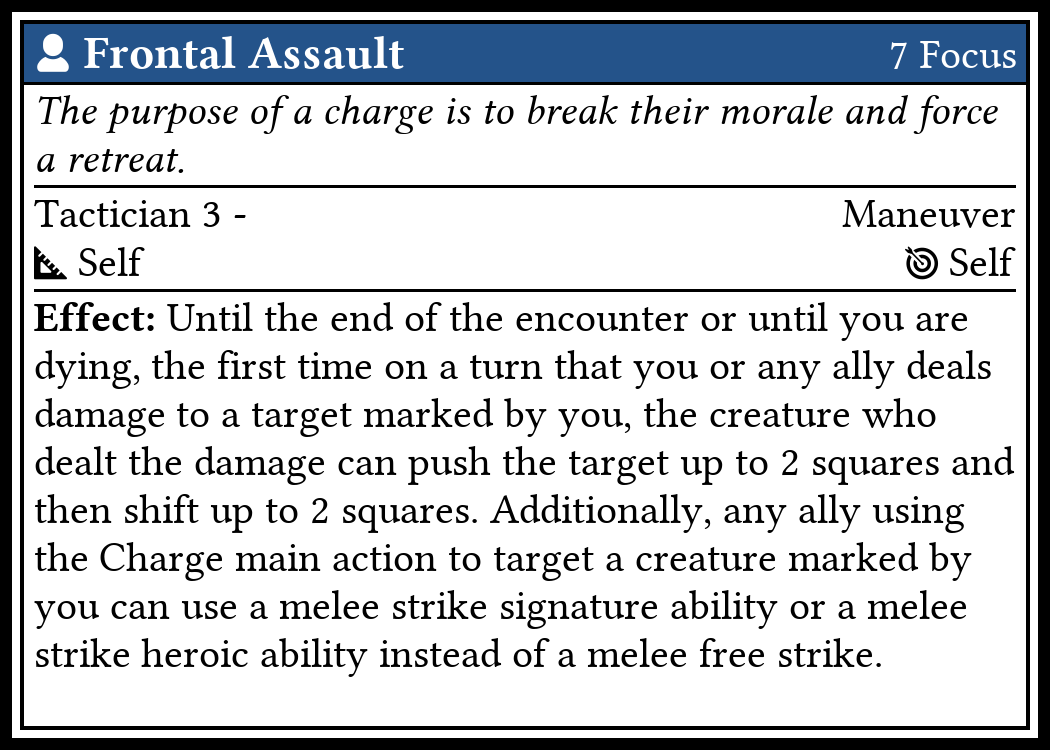 Frontal Assault 7 Focus
The purpose of a charge is to break their morale and force
a retreat.
Tactician 3 - Maneuver
Self Self
Effect: Until the end of the encounter or until you are
dying, the first time on a turn that you or any ally deals
damage to a target marked by you, the creature who
dealt the damage can push the target up to 2 squares and
then shift up to 2 squares. Additionally, any ally using
the Charge main action to target a creature marked by
you can use a melee strike signature ability or a melee
strike heroic ability instead of a melee free strike.